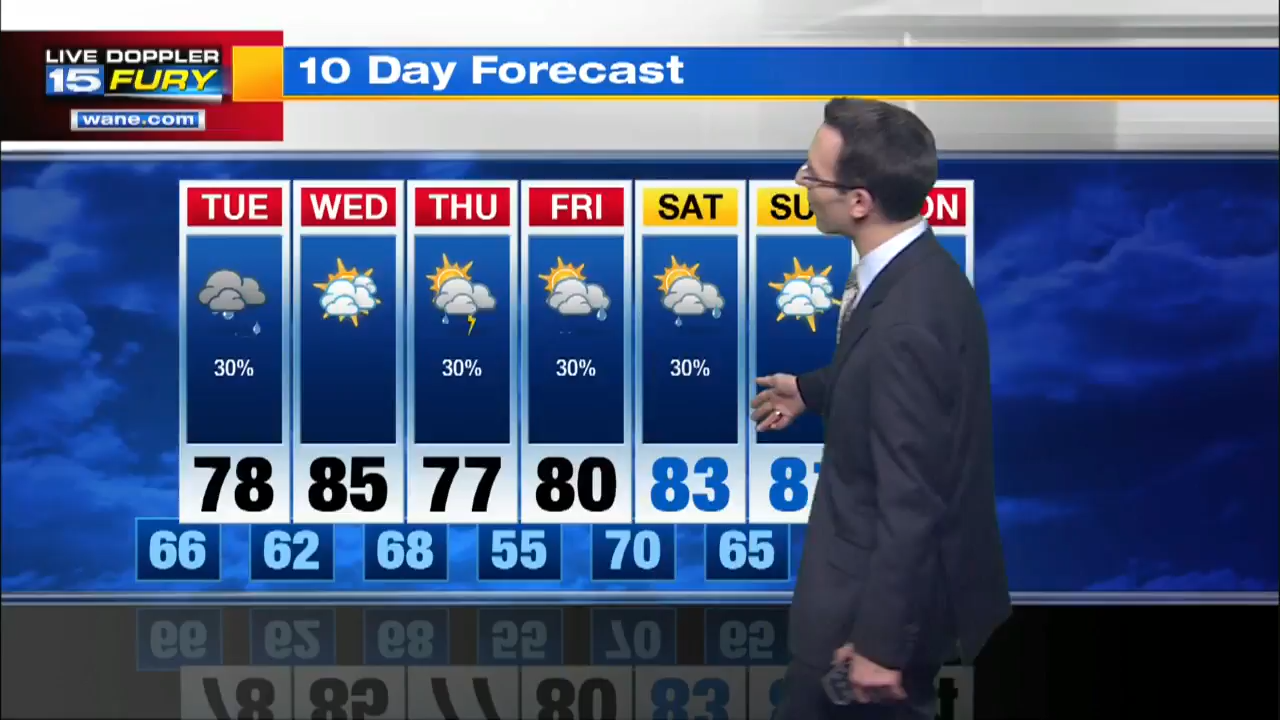 LIVE DOPPLER
15 FURY
wane.com
10 Day Forecast
TUE WED THU FRI SAT
30% 30% 30% 30%
78 85 77 80 83
66 62 68 55 70 65